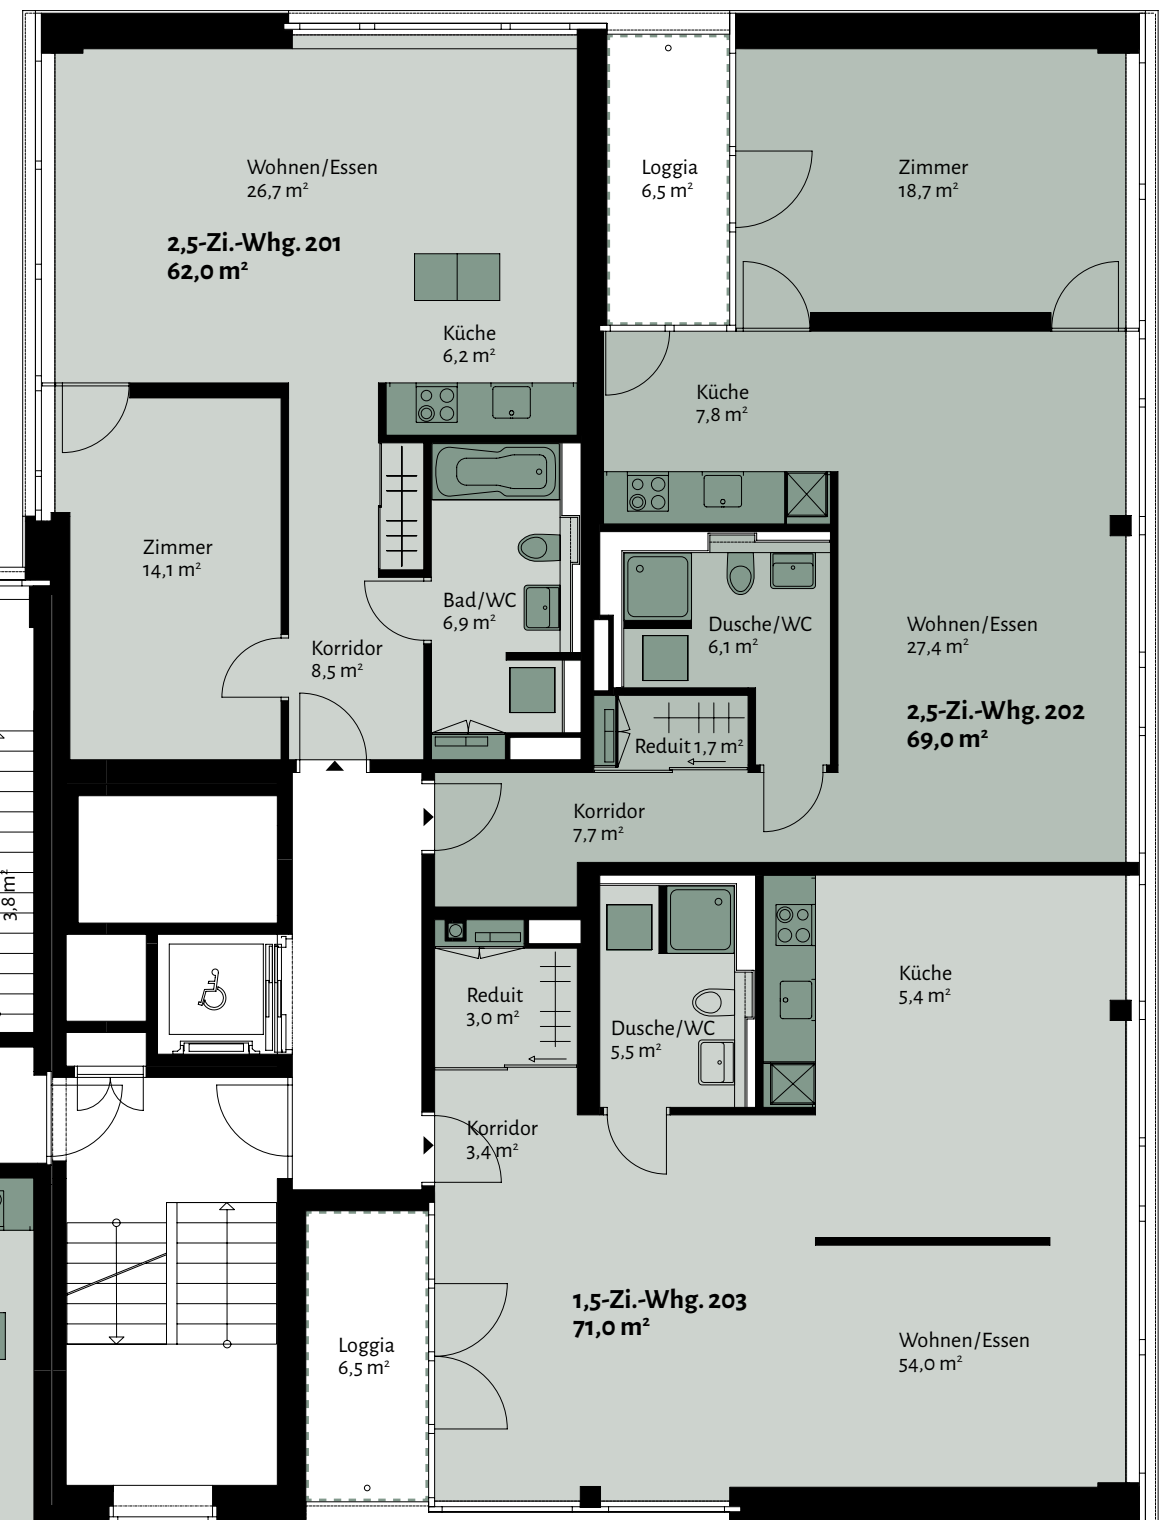 Wohnen/Essen
26,7 m²
2,5-Zi.-Whg. 201
62,0 m²
Küche
6,2 m²
Loggia
6,5 m²
Zimmer
18,7 m²
Küche
7,8 m²
Zimmer
14,1 m²
Bad/WC
6,9 m²
Korridor
8,5 m²
Dusche/WC
6,1 m²
Wohnen/Essen
27,4 m²
2,5-Zi.-Whg. 202
69,0 m²
Reduit 1,7 m²
Korridor
7,7 m²
3,8 m²
Küche
5,4 m²
Reduit
3,0 m²
Dusche/WC
5,5 m²
Korridor
3,4 m²
1,5-Zi.-Whg. 203
71,0 m²
Loggia
6,5 m²
Wohnen/Essen
54,0 m²